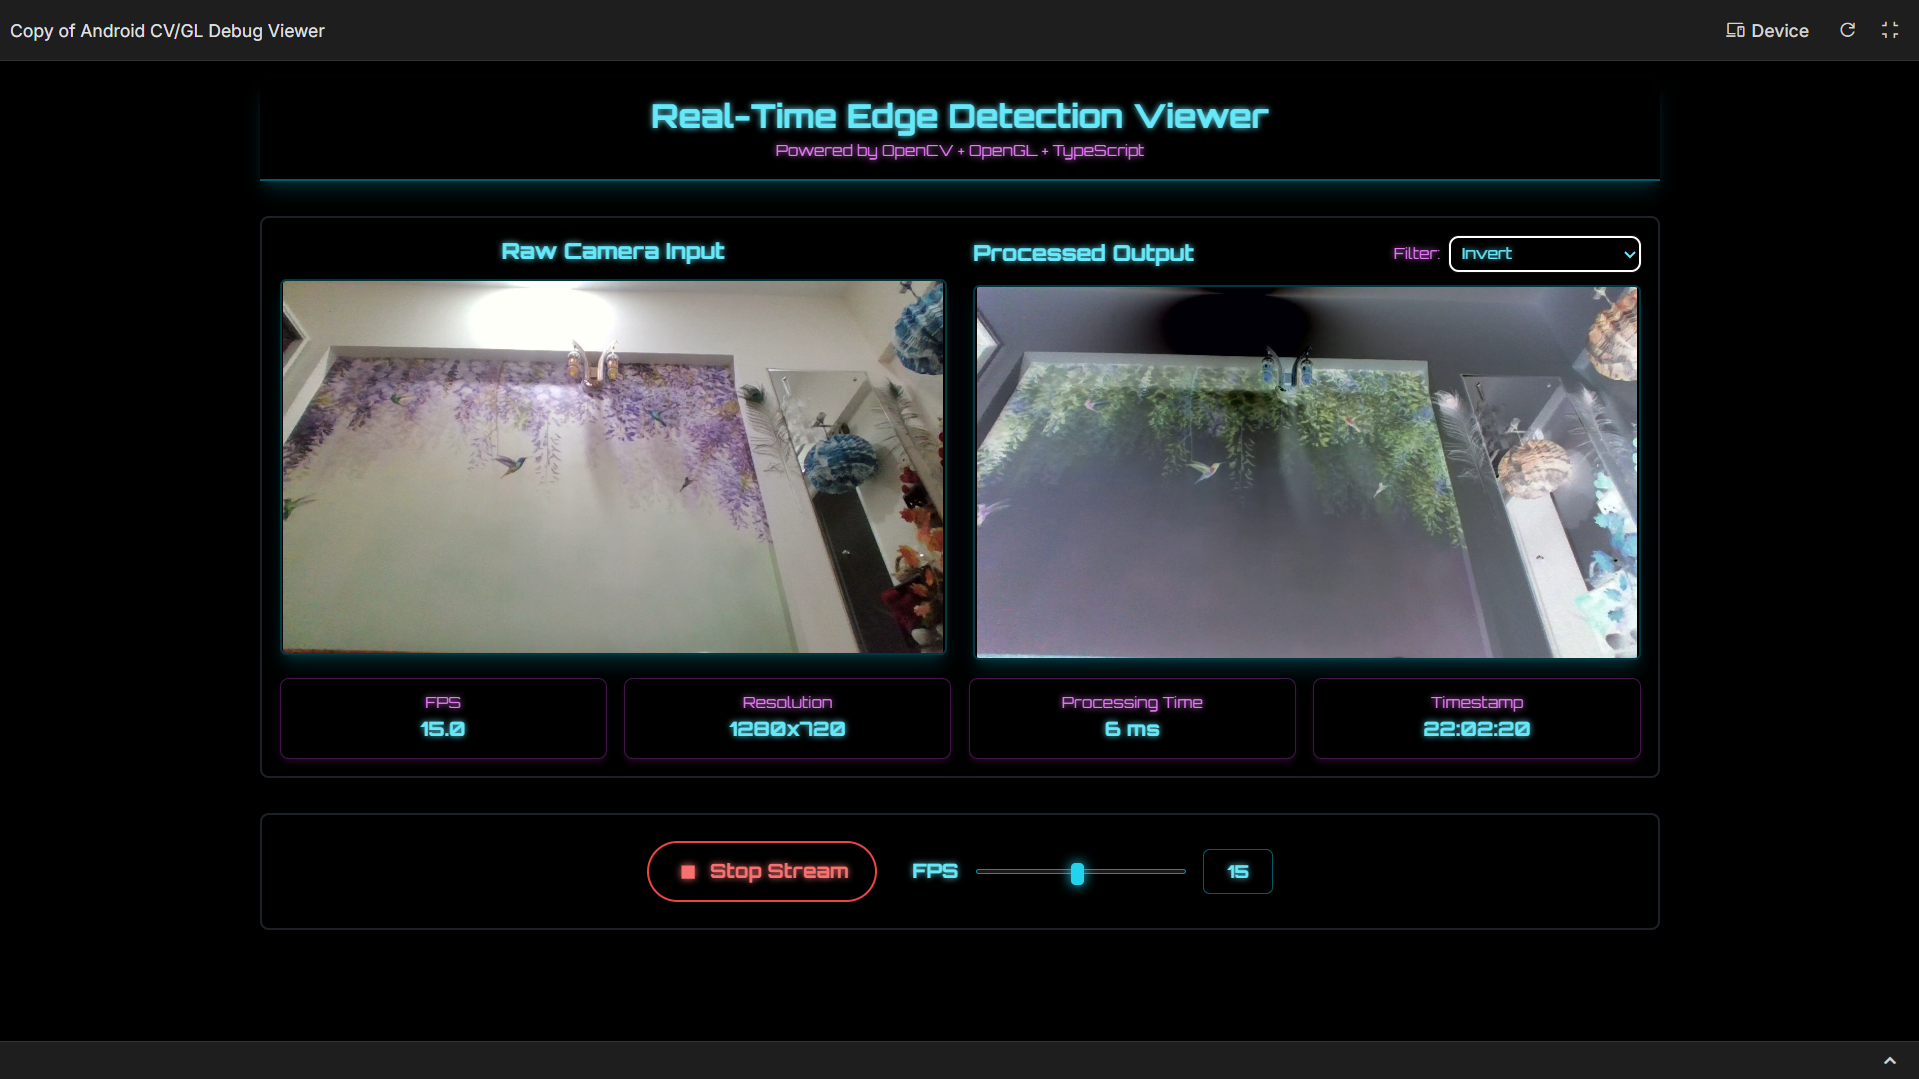 Copy of Android CV/GL Debug Viewer
Device
Real-Time Edge Detection Viewer
Powered by OpenCV + OpenGL + TypeScript
Raw Camera Input
Processed Output
Filter:
Invert
FPS
15.0
Resolution
1280x720
Processing Time
6 ms
Timestamp
22:02:20
Stop Stream
FPS
15